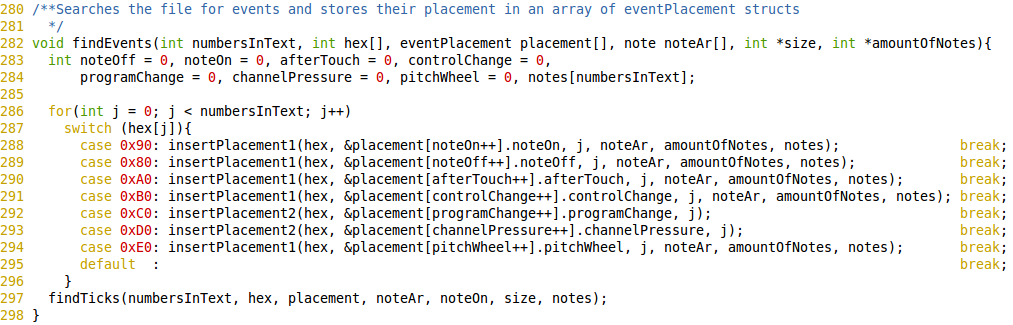 280 /**Searches the file for events and stores their placement in an array of eventPlacement structs
281   */
282 void findEvents(int numbersInText, int hex[], eventPlacement placement[], note noteAr[], int *size, int *amountOfNotes){
283   int noteOff = 0, noteOn = 0, afterTouch = 0, controlChange = 0,
284       programChange = 0, channelPressure = 0, pitchWheel = 0, notes[numbersInText];
285
286   for(int j = 0; j < numbersInText; j++)
287     switch (hex[j]){
288       case 0x90: insertPlacement1(hex, &placement[noteOn++].noteOn, j, noteAr, amountOfNotes, notes);               break;
289       case 0x80: insertPlacement1(hex, &placement[noteOff++].noteOff, j, noteAr, amountOfNotes, notes);             break;
290       case 0xA0: insertPlacement1(hex, &placement[afterTouch++].afterTouch, j, noteAr, amountOfNotes, notes);       break;
291       case 0xB0: insertPlacement1(hex, &placement[controlChange++].controlChange, j, noteAr, amountOfNotes, notes); break;
292       case 0xC0: insertPlacement2(hex, &placement[programChange++].programChange, j);                               break;
293       case 0xD0: insertPlacement2(hex, &placement[channelPressure++].channelPressure, j);                           break;
294       case 0xE0: insertPlacement1(hex, &placement[pitchWheel++].pitchWheel, j, noteAr, amountOfNotes, notes);       break;
295       default  :                                                                                                    break;
296     }
297   findTicks(numbersInText, hex, placement, noteAr, noteOn, size, notes);
298 }